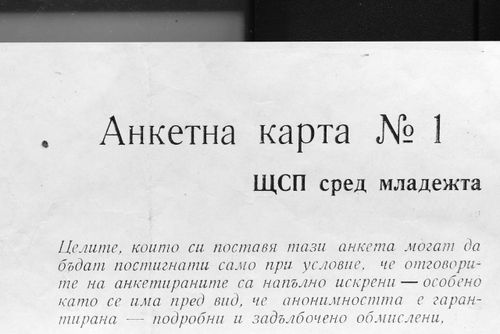 Анкетна карта № 1
ЩСП сред младежта
Целите, които си поставя тази анкета могат да
бъдат постигнати само при условие, че отговори-
те на анкетираните са напълно искрени — особено
като се има пред вид, че анонимността е гаран-
тирана — подробни и задълбочено обмислени,